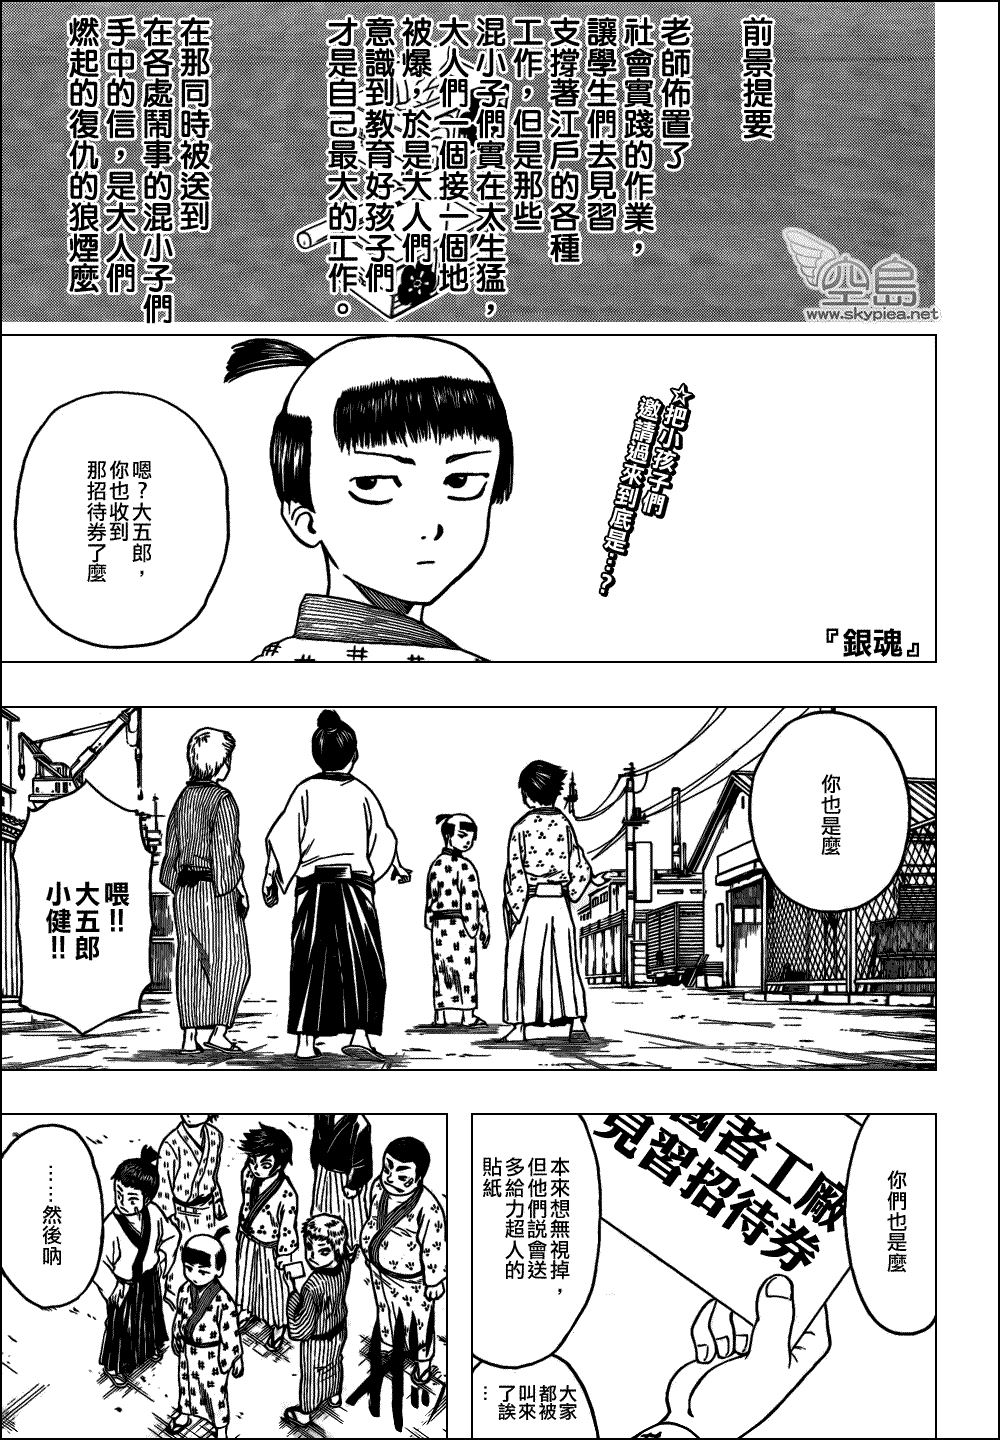 前景提要
老師佈置了
社會實踐的作業，
讓學生們去見習
支撐著江戶的各種
工作，但是那些
混小子們實在太生猛，
大人們一個接一個地
被爆，於是大人們
意識到教育好孩子們
才是自己最大的工作。
在那同時被送到
在各處鬧事的混小子們
手中的信，是大人們
燃起的復仇的狼煙麼
空島
www.skypiea.net
☆把小孩子們
邀請過來到底是…？
『銀魂』
嗯？大五郎，
你也收到
那招待券了麼
你也是麼
喂!!
大五郎
小健!!
你們也是麼
國者工廠
見習招待券
本來想無視掉，
但他們説會送
多給力超人的
貼紙
大家
都被
叫來
了誒
…
……然後吶